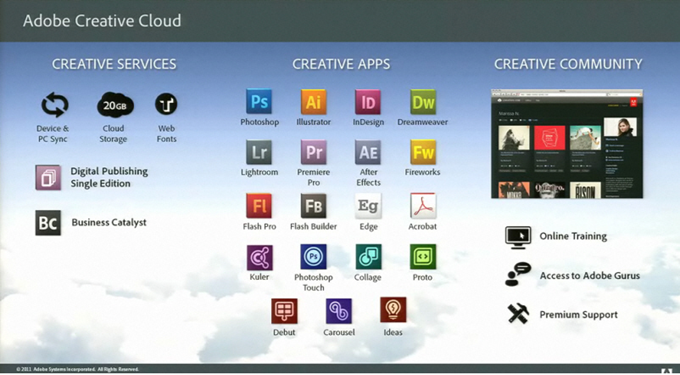 Adobe Creative Cloud
CREATIVE SERVICES
Device &
PC Sync
20GB
Cloud
Storage
Web
Fonts
Digital Publishing
Single Edition
Bc
Business Catalyst
CREATIVE APPS
Ps
Photoshop
Ai
Illustrator
Id
InDesign
Dw
Dreamweaver
Lr
Lightroom
Pr
Premiere
Pro
AE
After
Effects
Fw
Fireworks
Fl
Flash Pro
FB
Flash Builder
Eg
Edge
Acrobat
Kuler
Ps
Photoshop
Touch
Collage
Proto
Debut
Carousel
Ideas
CREATIVE COMMUNITY
BISON
Online Training
Access to Adobe Gurus
Premium Support
Adobe Systems Incorporated. All Rights Reserved.